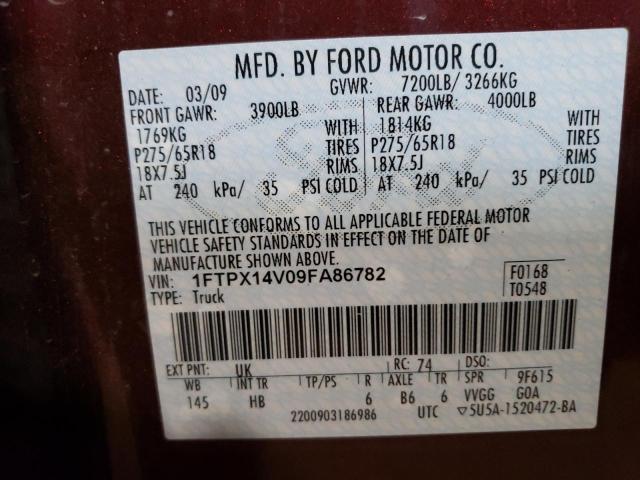 MFD. BY FORD MOTOR CO.
DATE: 03/09 GVWR: 7200LB/ 3266KG
FRONT GAWR: 3900LB REAR GAWR: 4000LB
1769KG WITH 1814KG WITH
P275/65R18 TIRES P275/65R18 TIRES
18X7.5J RIMS 18X7.5J RIMS
AT 240 kPa/ 35 PSI COLD AT 240 kPa/ 35 PSI COLD
THIS VEHICLE CONFORMS TO ALL APPLICABLE FEDERAL MOTOR
VEHICLE SAFETY STANDARDS IN EFFECT ON THE DATE OF
MANUFACTURE SHOWN ABOVE.
VIN: 1FTPX14V09FA86782 F0168
TYPE: Truck T0548
EXT PNT: UK RC: 74 DSO:
WB INT TR TP/PS R AXLE TR SPR 9F615
145 HB 6 B6 6 VVGG GOA
2200903186986 UTC ▽5U5A-1520472-BA